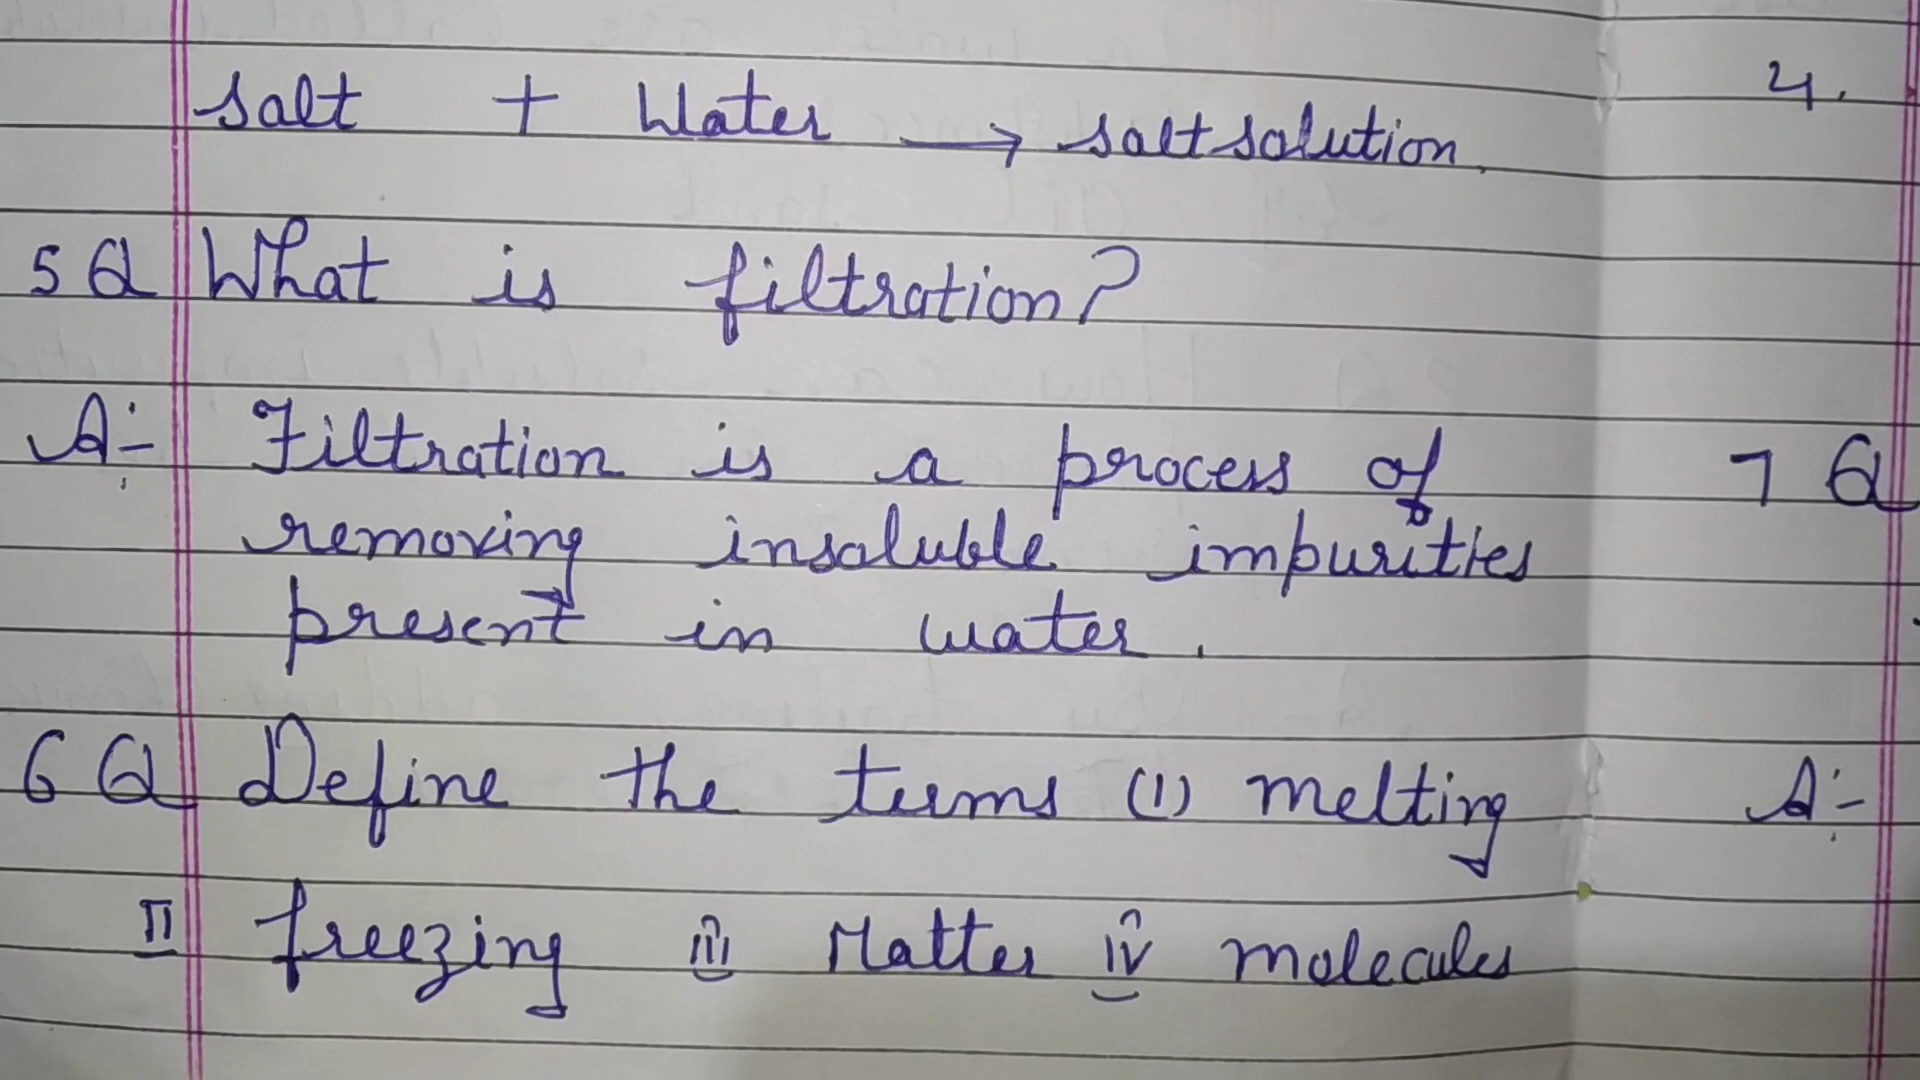 Salt + Water → salt solution.
5 Q What is filtration?
A:- Filtration is a process of
removing insoluble impurities
present in water.
6 Q Define the terms (1) melting
II freezing iii Matter iv molecules
4.
7 Q
A:-